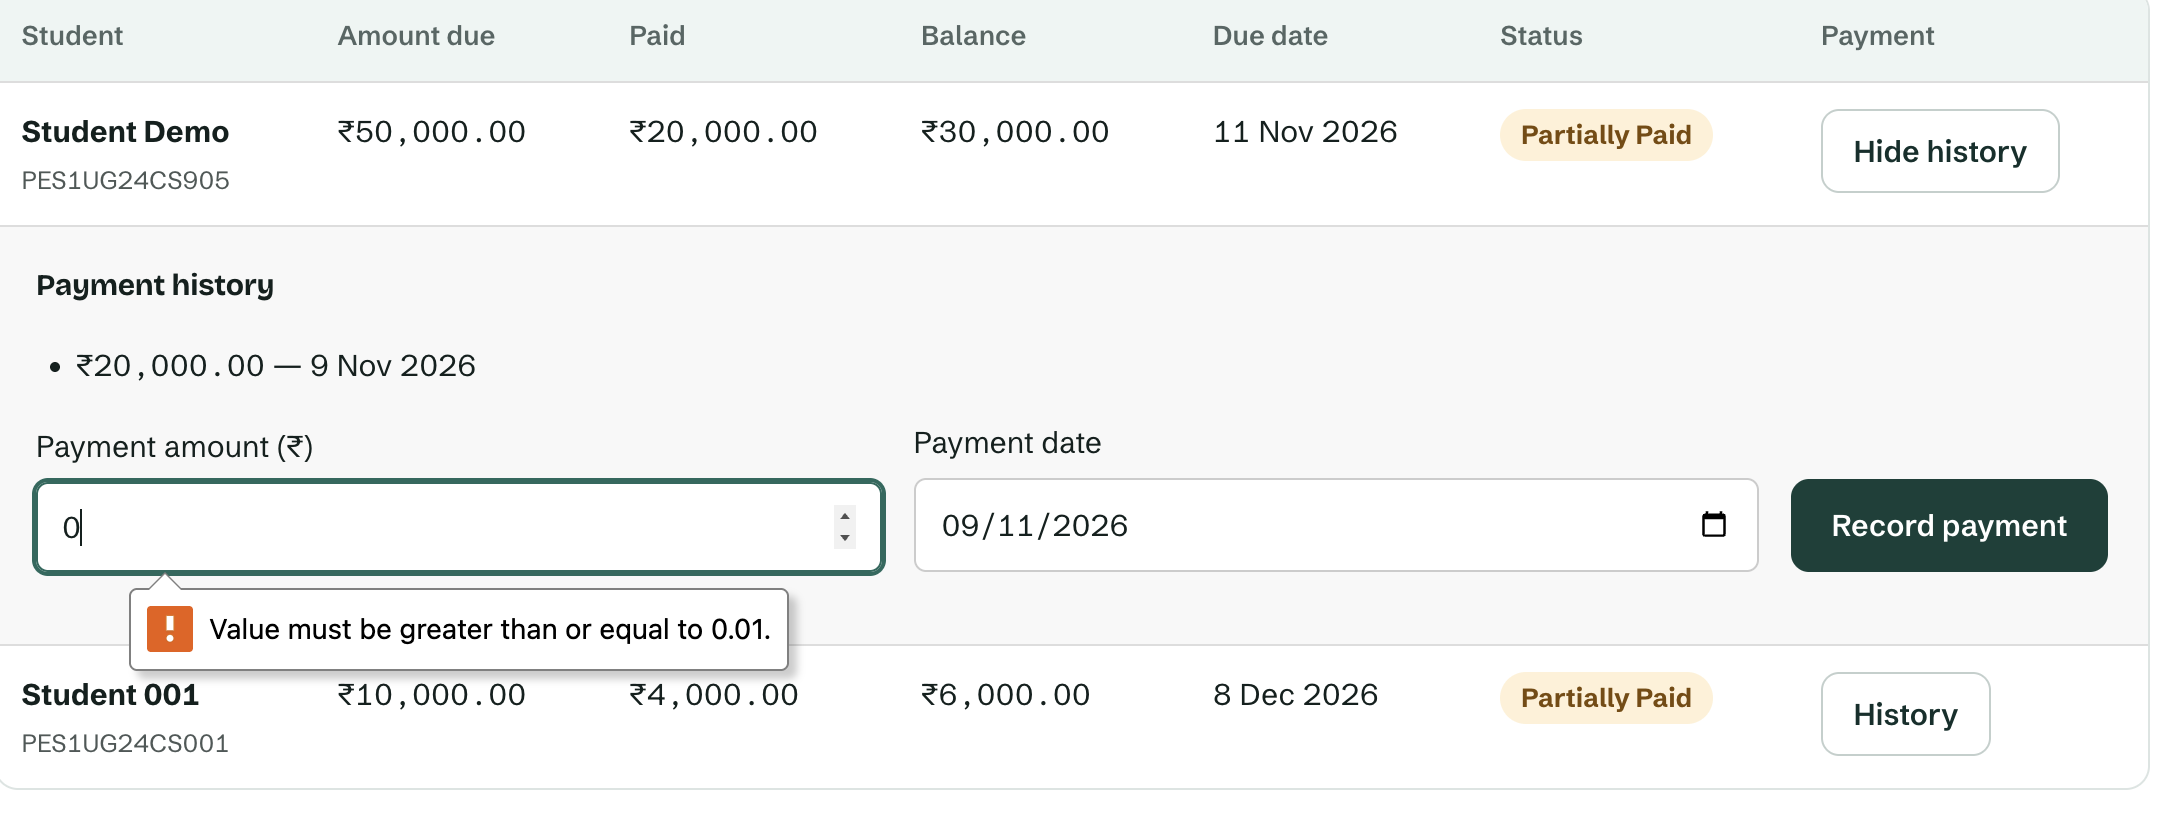 Student Amount due Paid Balance Due date Status Payment
Student Demo ₹50,000.00 ₹20,000.00 ₹30,000.00 11 Nov 2026 Partially Paid Hide history
PES1UG24CS905
Payment history
• ₹20,000.00 — 9 Nov 2026
Payment amount (₹) Payment date
0 09/11/2026 Record payment
! Value must be greater than or equal to 0.01.
Student 001 ₹10,000.00 ₹4,000.00 ₹6,000.00 8 Dec 2026 Partially Paid History
PES1UG24CS001